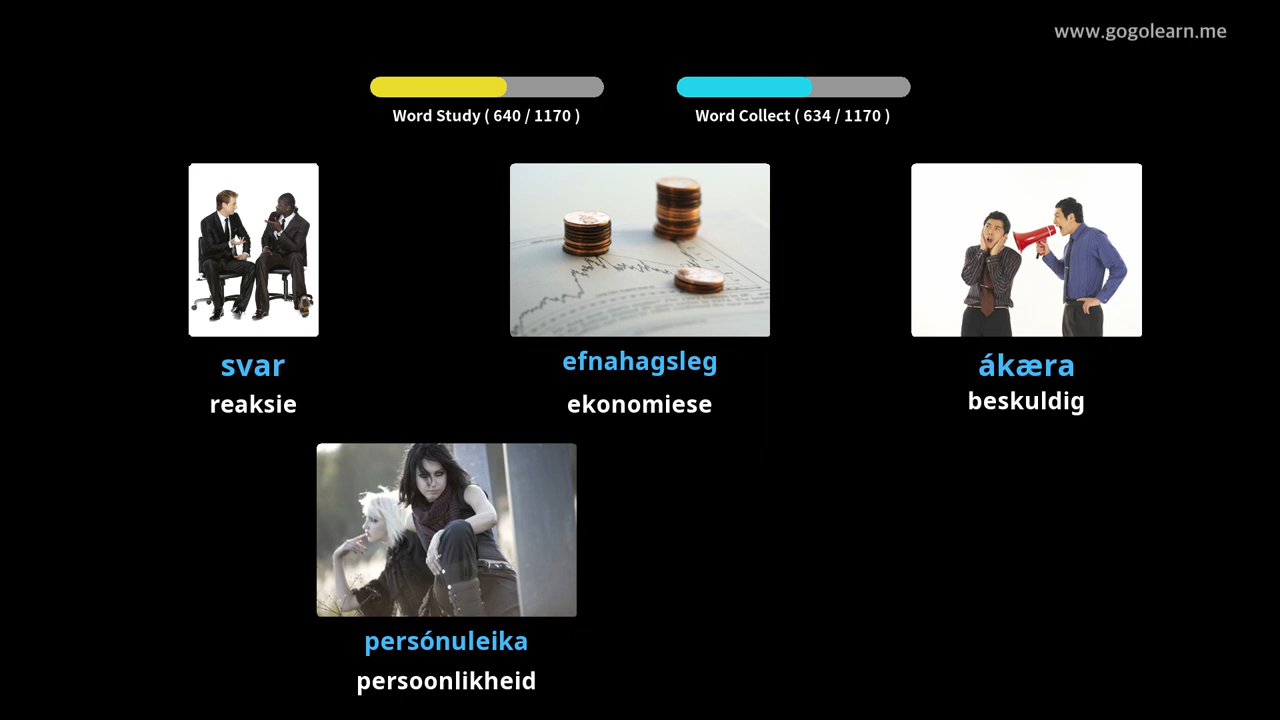 www.gogolearn.me
Word Study ( 640 / 1170 )
Word Collect ( 634 / 1170 )
svar
reaksie
efnahagsleg
ekonomiese
ákæra
beskuldig
persónuleika
persoonlikheid